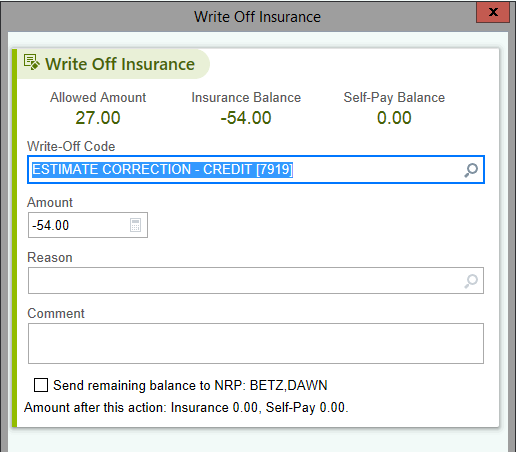 Write Off Insurance
x
Write Off Insurance
Allowed Amount Insurance Balance Self-Pay Balance
27.00 -54.00 0.00
Write-Off Code
ESTIMATE CORRECTION - CREDIT [7919]
Amount
-54.00
Reason
Comment
Send remaining balance to NRP: BETZ,DAWN
Amount after this action: Insurance 0.00, Self-Pay 0.00.